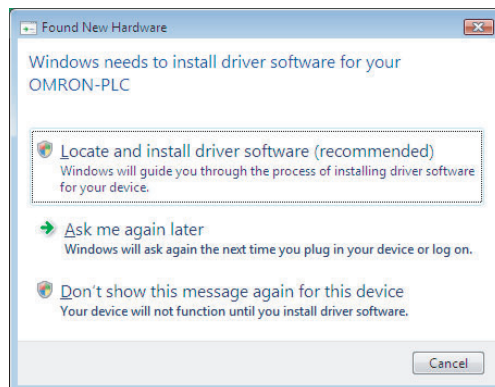 Found New Hardware
Windows needs to install driver software for your
OMRON-PLC
Locate and install driver software (recommended)
Windows will guide you through the process of installing driver software
for your device.
Ask me again later
Windows will ask again the next time you plug in your device or log on.
Don't show this message again for this device
Your device will not function until you install driver software.
Cancel